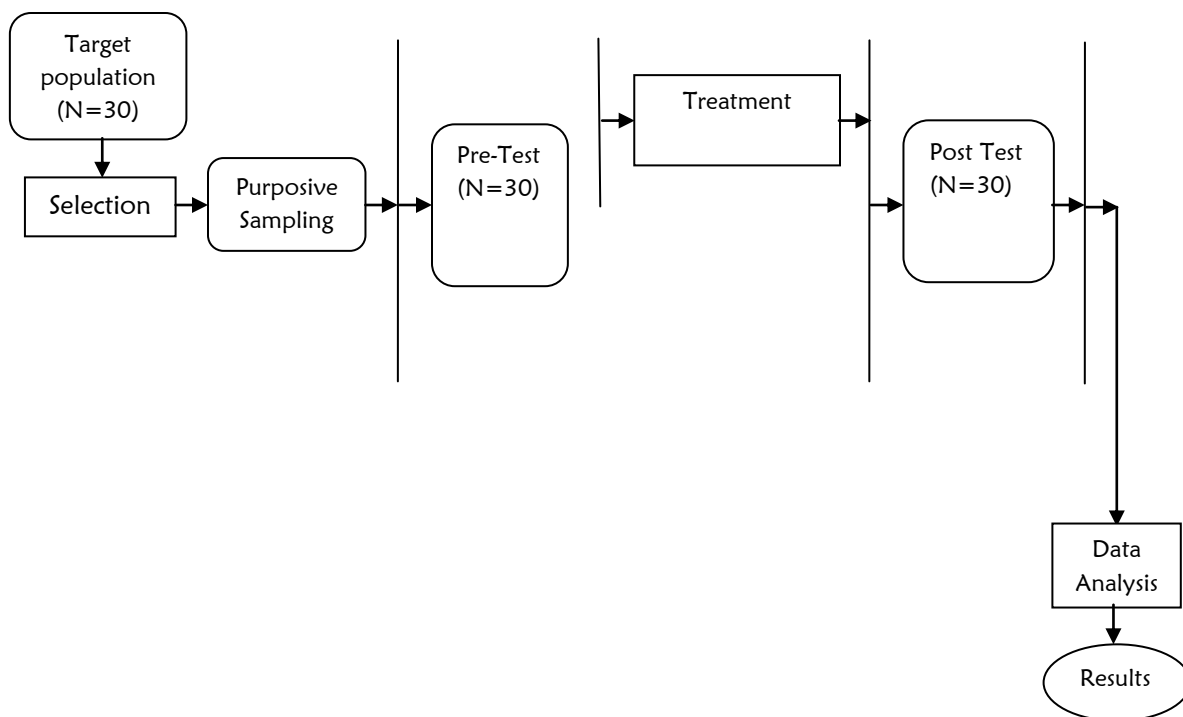 Target
population
(N=30)
Selection
Purposive
Sampling
Pre-Test
(N=30)
Treatment
Post Test
(N=30)
Data
Analysis
Results